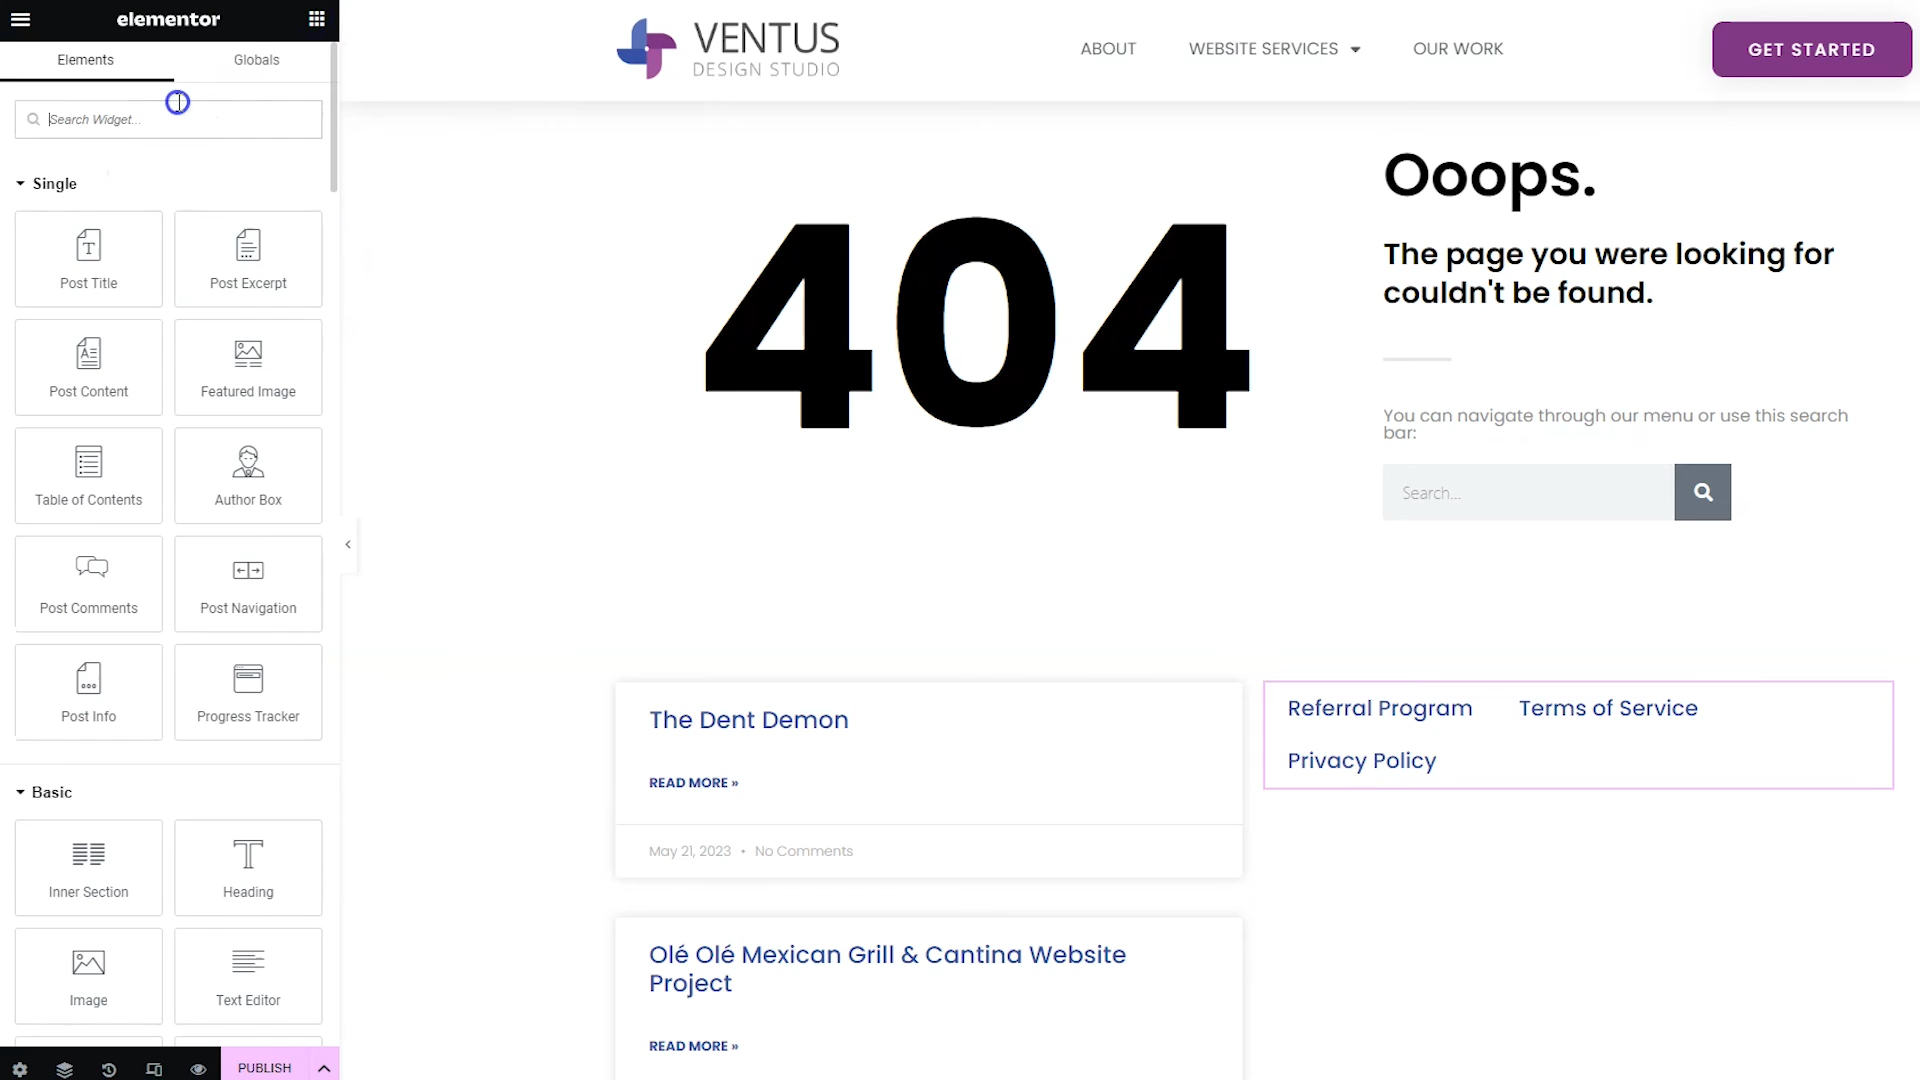 elementor
Elements
Globals
Search Widget...
Single
Post Title
Post Excerpt
Post Content
Featured Image
Table of Contents
Author Box
Post Comments
Post Navigation
Post Info
Progress Tracker
Basic
Inner Section
Heading
Image
Text Editor
PUBLISH
VENTUS
DESIGN STUDIO
ABOUT
WEBSITE SERVICES
OUR WORK
GET STARTED
404
Ooops.
The page you were looking for
couldn't be found.
You can navigate through our menu or use this search
bar:
Search...
The Dent Demon
READ MORE »
May 21, 2023 • No Comments
Referral Program
Terms of Service
Privacy Policy
Olé Olé Mexican Grill & Cantina Website
Project
READ MORE »